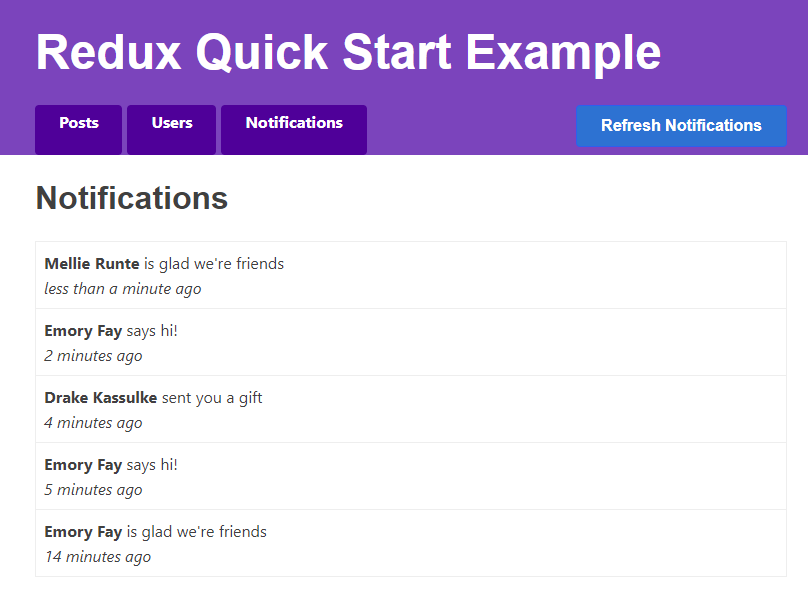 Redux Quick Start Example
Posts Users Notifications Refresh Notifications
Notifications
Mellie Runte is glad we're friends
less than a minute ago
Emory Fay says hi!
2 minutes ago
Drake Kassulke sent you a gift
4 minutes ago
Emory Fay says hi!
5 minutes ago
Emory Fay is glad we're friends
14 minutes ago